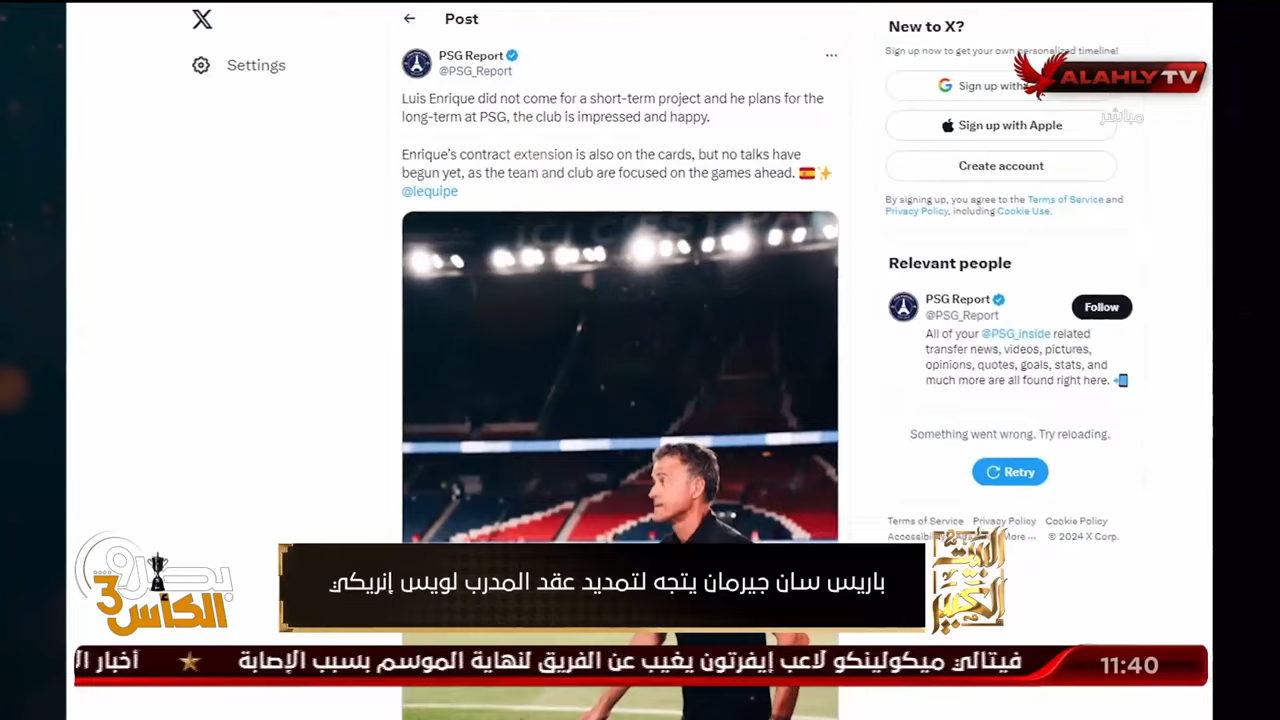 Settings
Post
PSG Report
@PSG_Report
Luis Enrique did not come for a short-term project and he plans for the
long-term at PSG, the club is impressed and happy.
Enrique's contract extension is also on the cards, but no talks have
begun yet, as the team and club are focused on the games ahead. 🇪🇸✨
@lequipe
New to X?
Sign up now to get your own personalized timeline!
Sign up with
Sign up with Apple
Create account
By signing up, you agree to the Terms of Service and
Privacy Policy, including Cookie Use.
ALAHLY TV
مباشر
Relevant people
PSG Report
@PSG_Report
Follow
All of your @PSG_inside related
transfer news, videos, pictures,
opinions, quotes, goals, stats, and
much more are all found right here. 📲
Something went wrong. Try reloading.
Retry
Terms of Service Privacy Policy Cookie Policy
More ... © 2024 X Corp.
البيت
الكبير
باريس سان جيرمان يتجه لتمديد عقد المدرب لويس إنريكي
3 الكأس
11:40
فيتالي ميكولينكو لاعب إيفرتون يغيب عن الفريق لنهاية الموسم بسبب الإصابة
أخبار ال